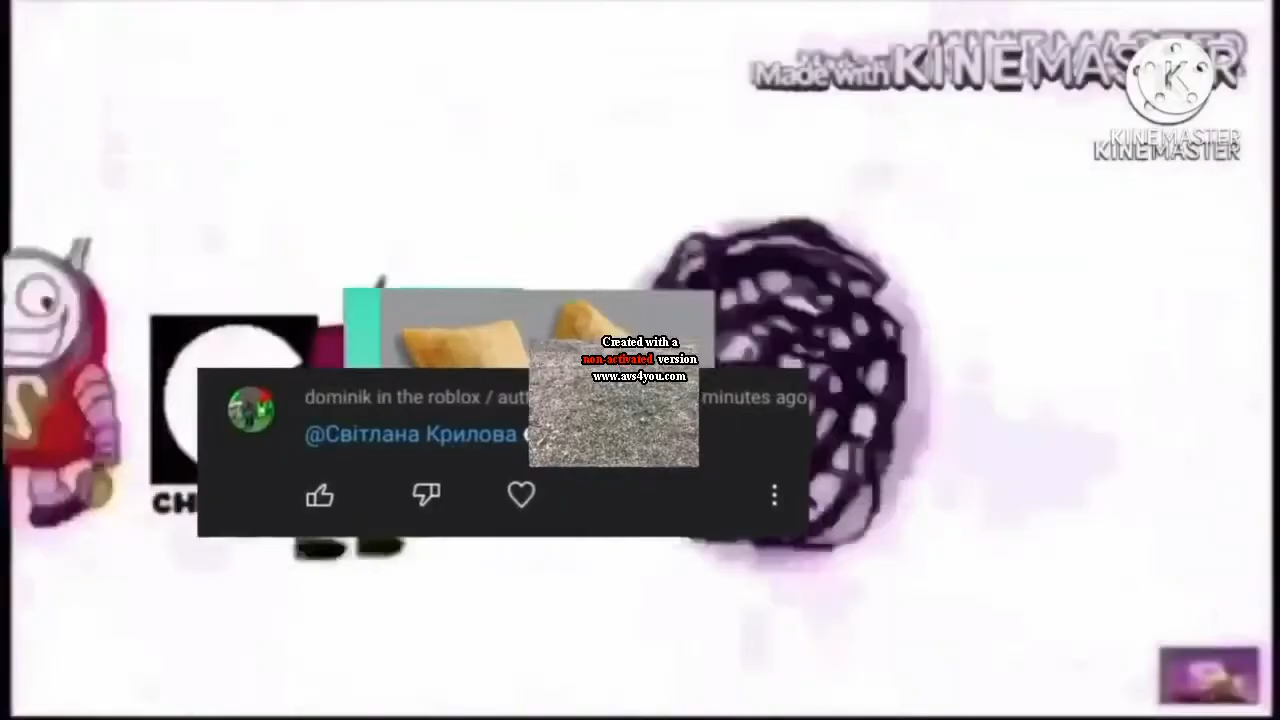 Made with KINEMASTER
KINEMASTER
KINEMASTER
Created with a
non-activated version
www.avs4you.com
dominik in the roblox / aut
minutes ago
@Світлана Крилова
CH